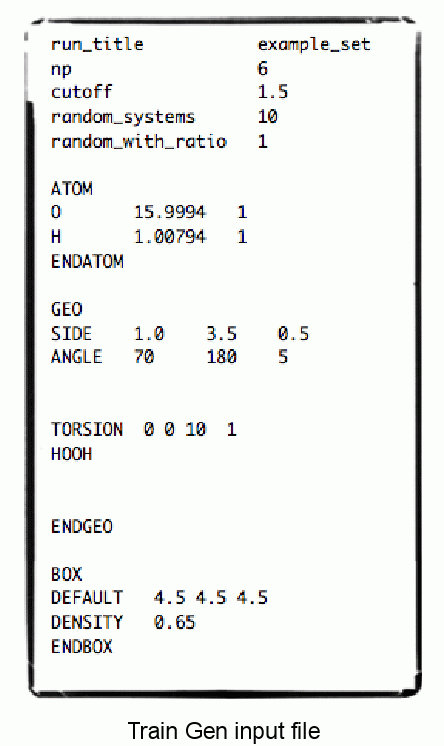 run_title example_set
np 6
cutoff 1.5
random_systems 10
random_with_ratio 1
ATOM
O 15.9994 1
H 1.00794 1
ENDATOM
GEO
SIDE 1.0 3.5 0.5
ANGLE 70 180 5
TORSION 0 0 10 1
HOOH
ENDGEO
BOX
DEFAULT 4.5 4.5 4.5
DENSITY 0.65
ENDBOX
Train Gen input file